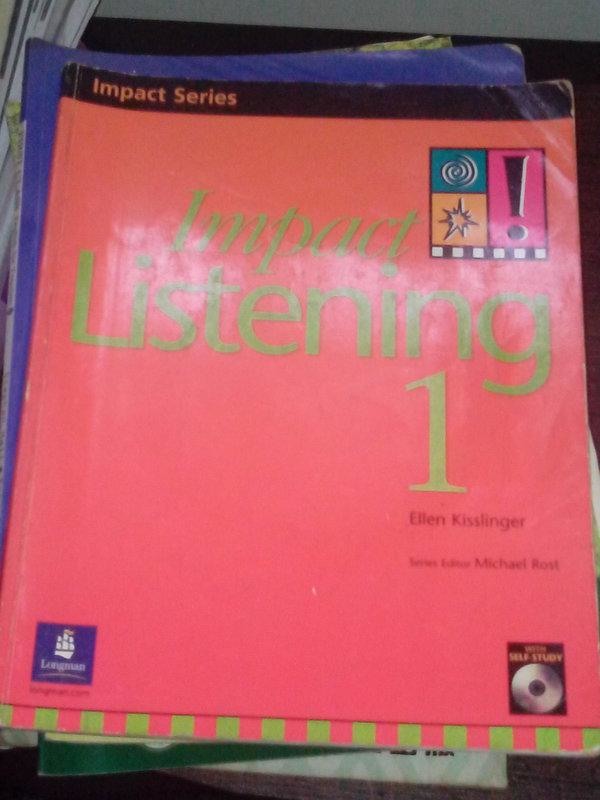 Impact Series
!
Impact
Listening
1
Ellen Kisslinger
Series Editor Michael Rost
Longman
longman.com
WITH
SELF-STUDY